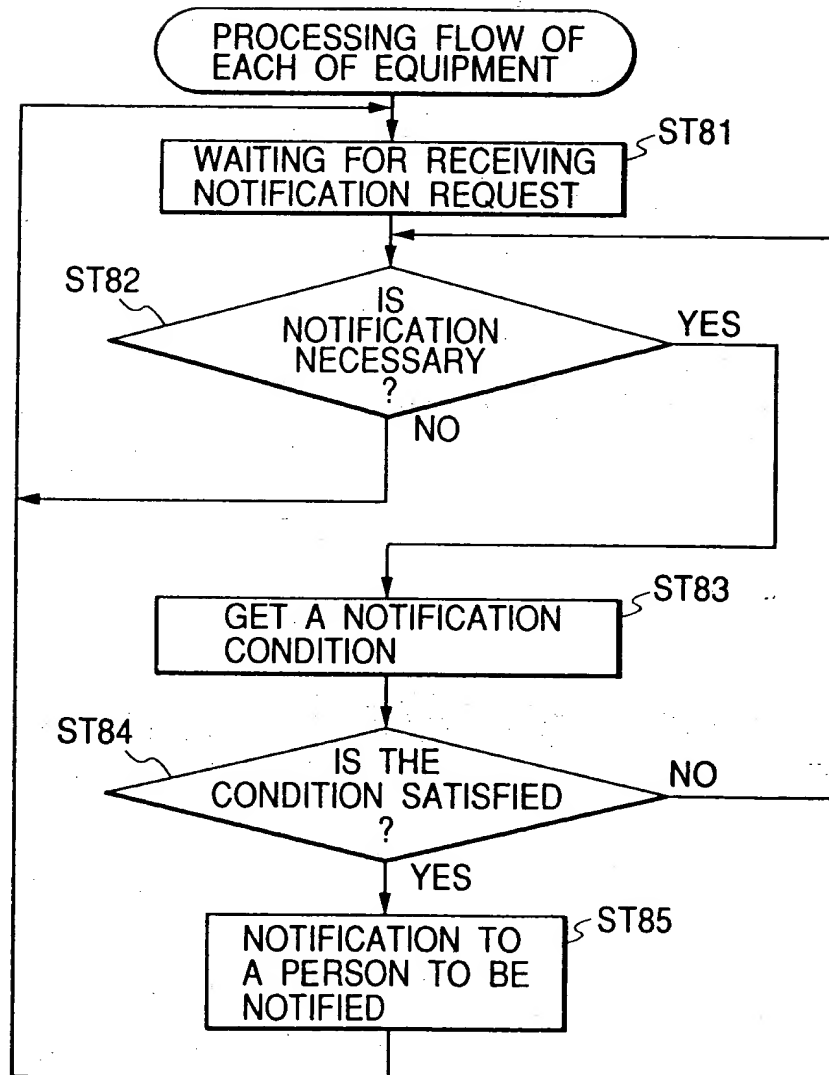 PROCESSING FLOW OF
EACH OF EQUIPMENT
ST81
WAITING FOR RECEIVING
NOTIFICATION REQUEST
ST82
IS
NOTIFICATION
NECESSARY
?
YES
NO
ST83
GET A NOTIFICATION
CONDITION
ST84
IS THE
CONDITION SATISFIED
?
NO
YES
ST85
NOTIFICATION TO
A PERSON TO BE
NOTIFIED